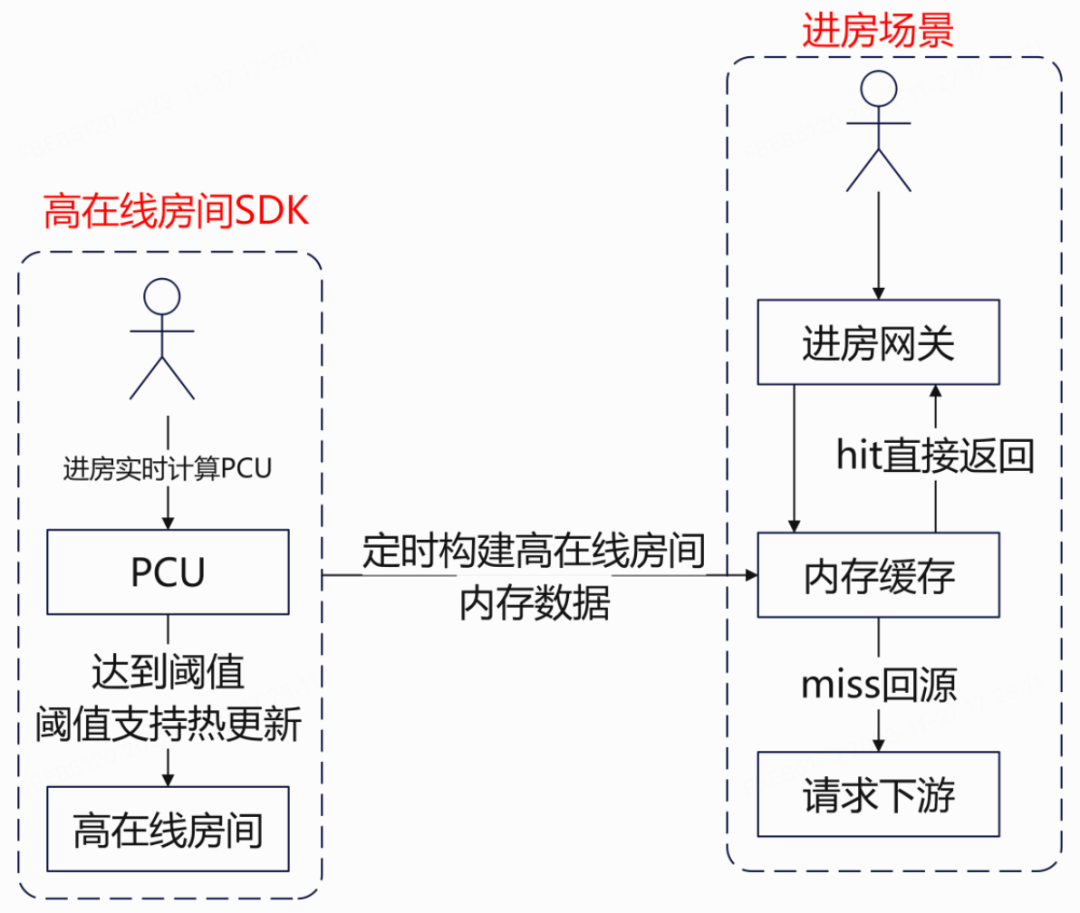 进房场景
高在线房间SDK
进房实时计算PCU
PCU
达到阈值
阈值支持热更新
高在线房间
定时构建高在线房间
内存数据
进房网关
hit直接返回
内存缓存
miss回源
请求下游